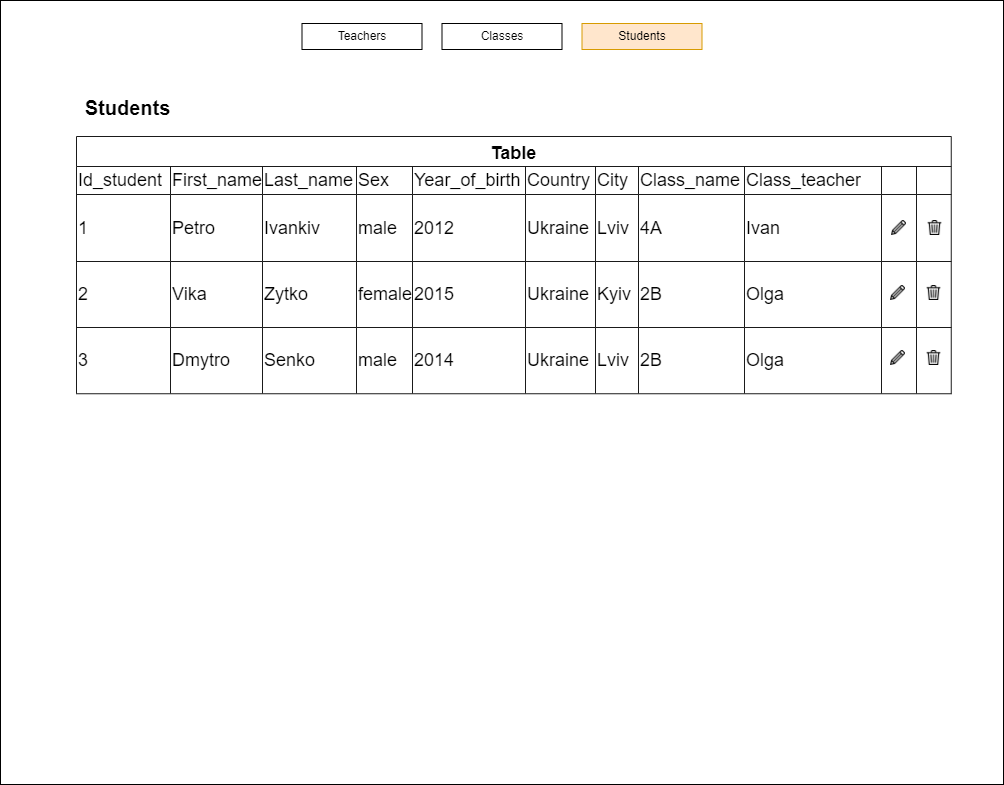 Teachers Classes Students
Students
Table
Id_student First_name Last_name Sex Year_of_birth Country City Class_name Class_teacher
1 Petro Ivankiv male 2012 Ukraine Lviv 4A Ivan
2 Vika Zytko female 2015 Ukraine Kyiv 2B Olga
3 Dmytro Senko male 2014 Ukraine Lviv 2B Olga